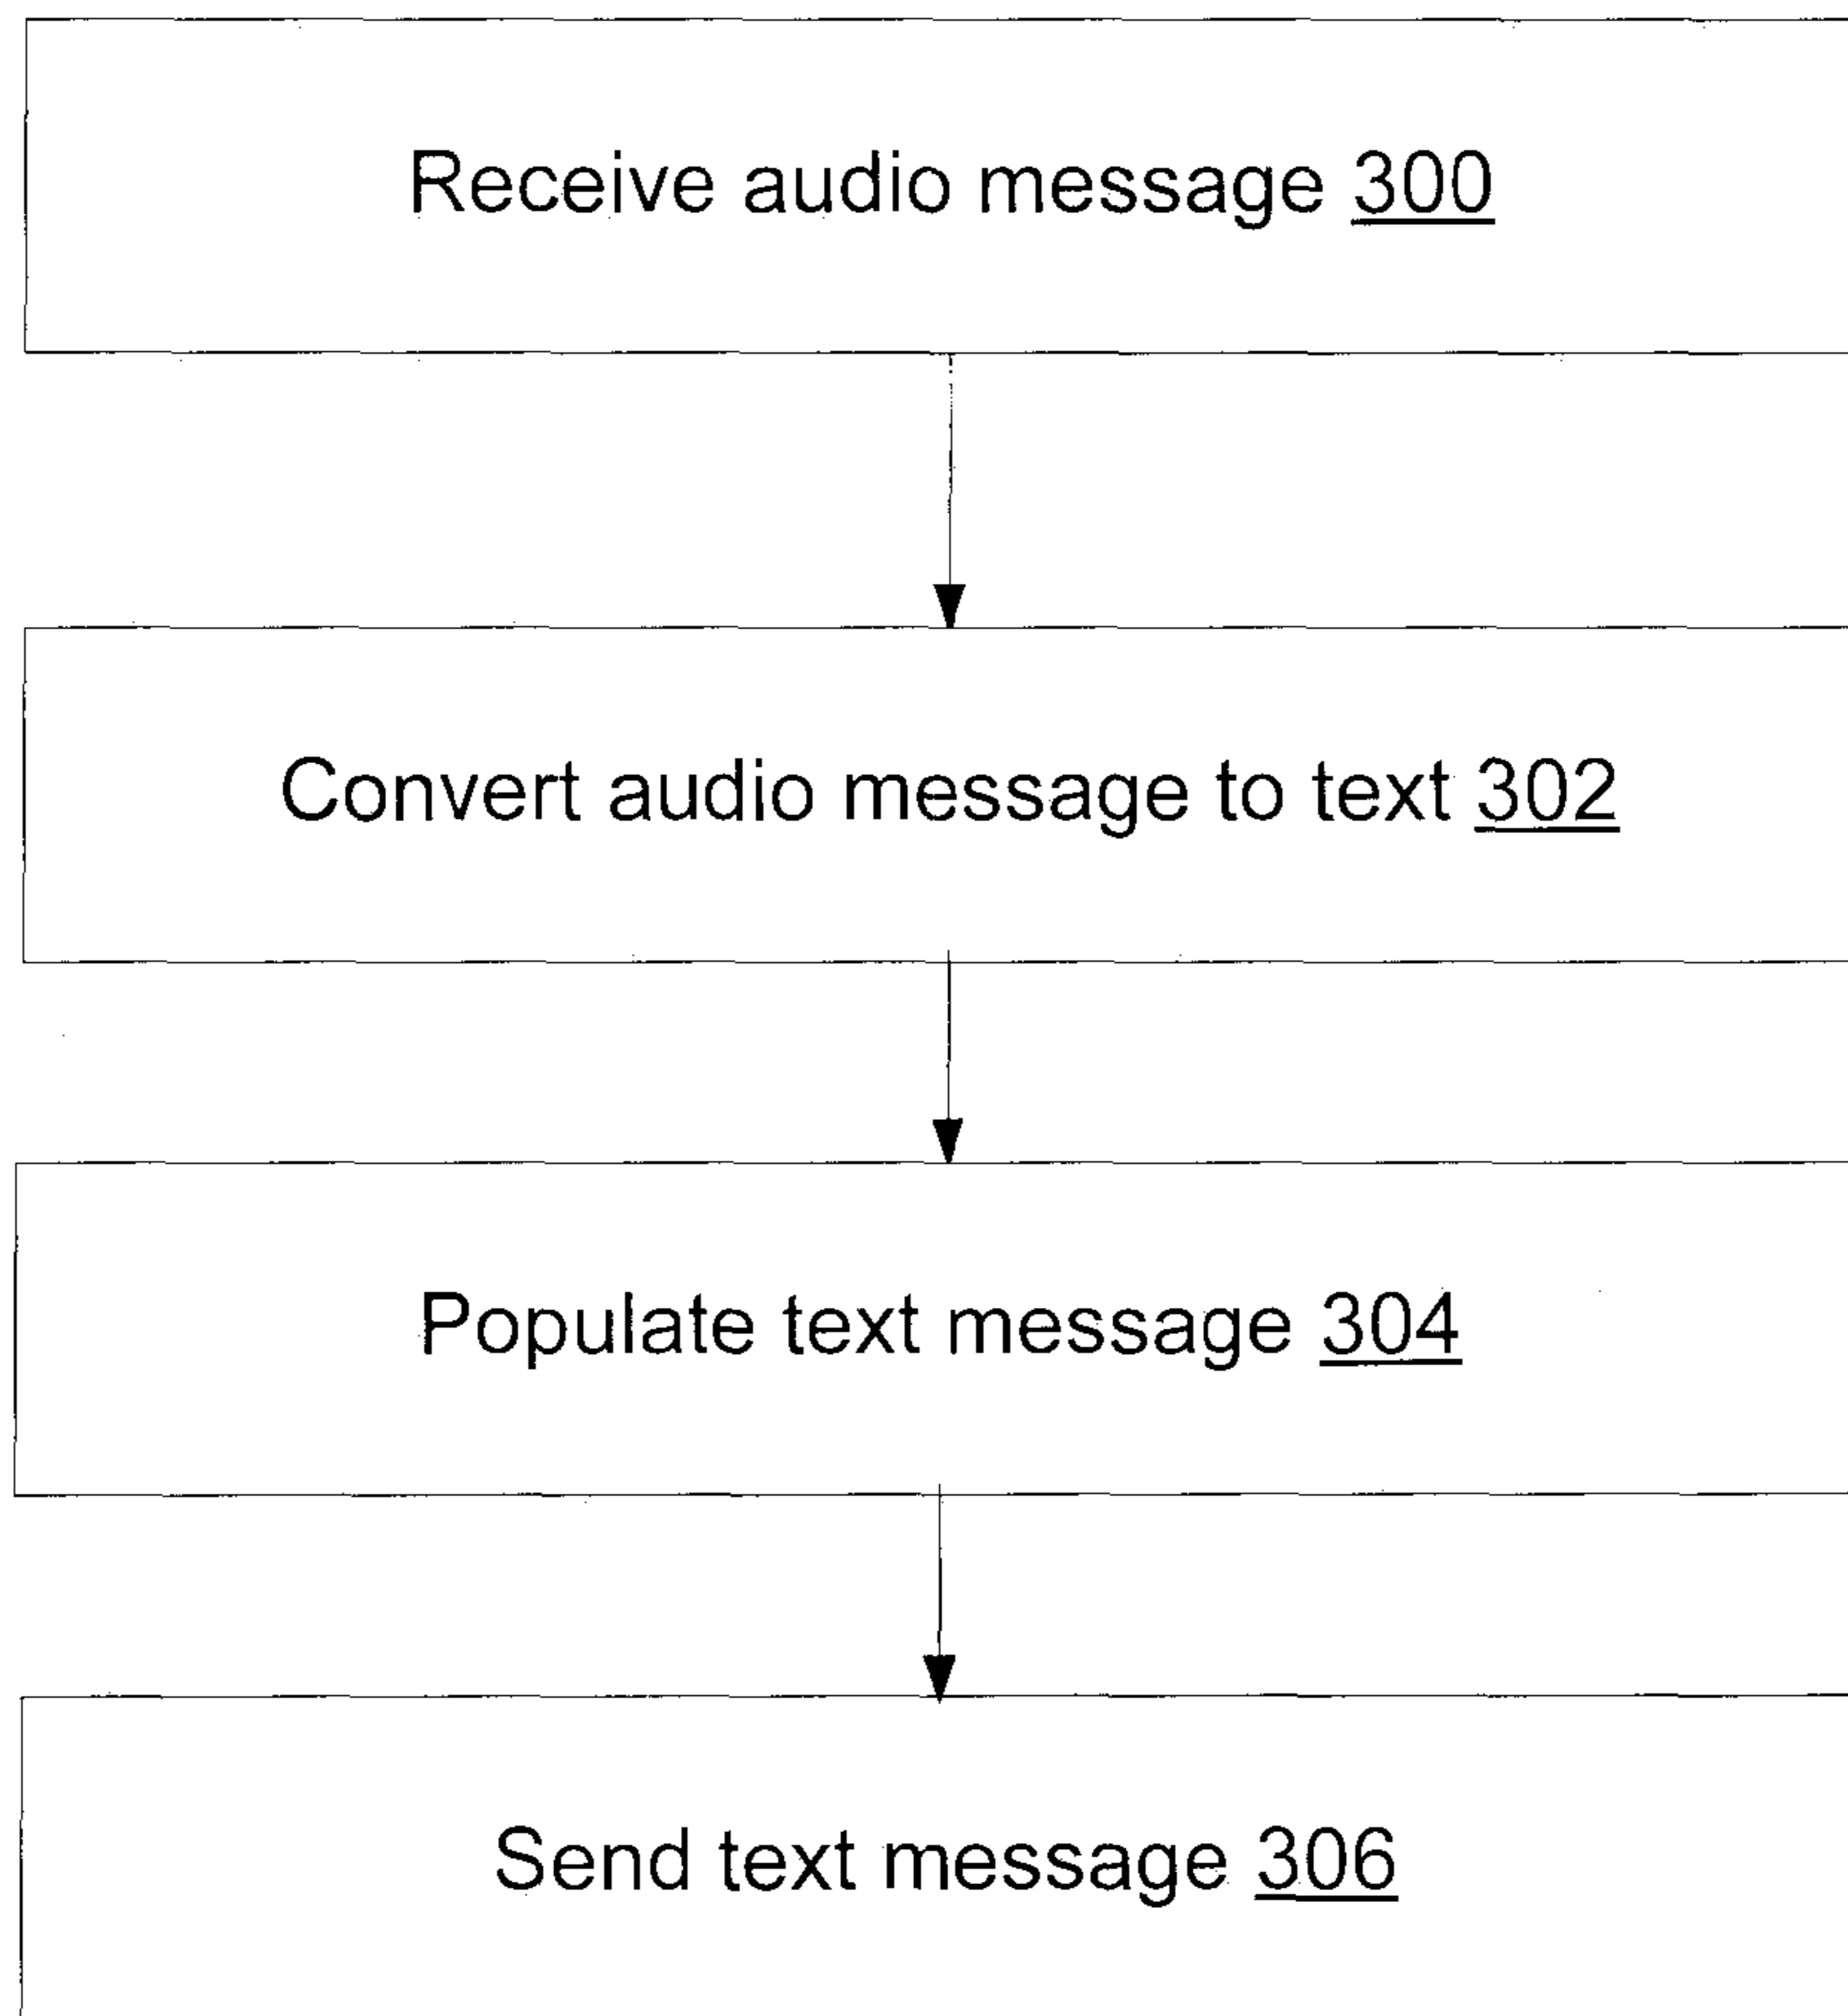 Receive audio message 300
Convert audio message to text 302
Populate text message 304
Send text message 306